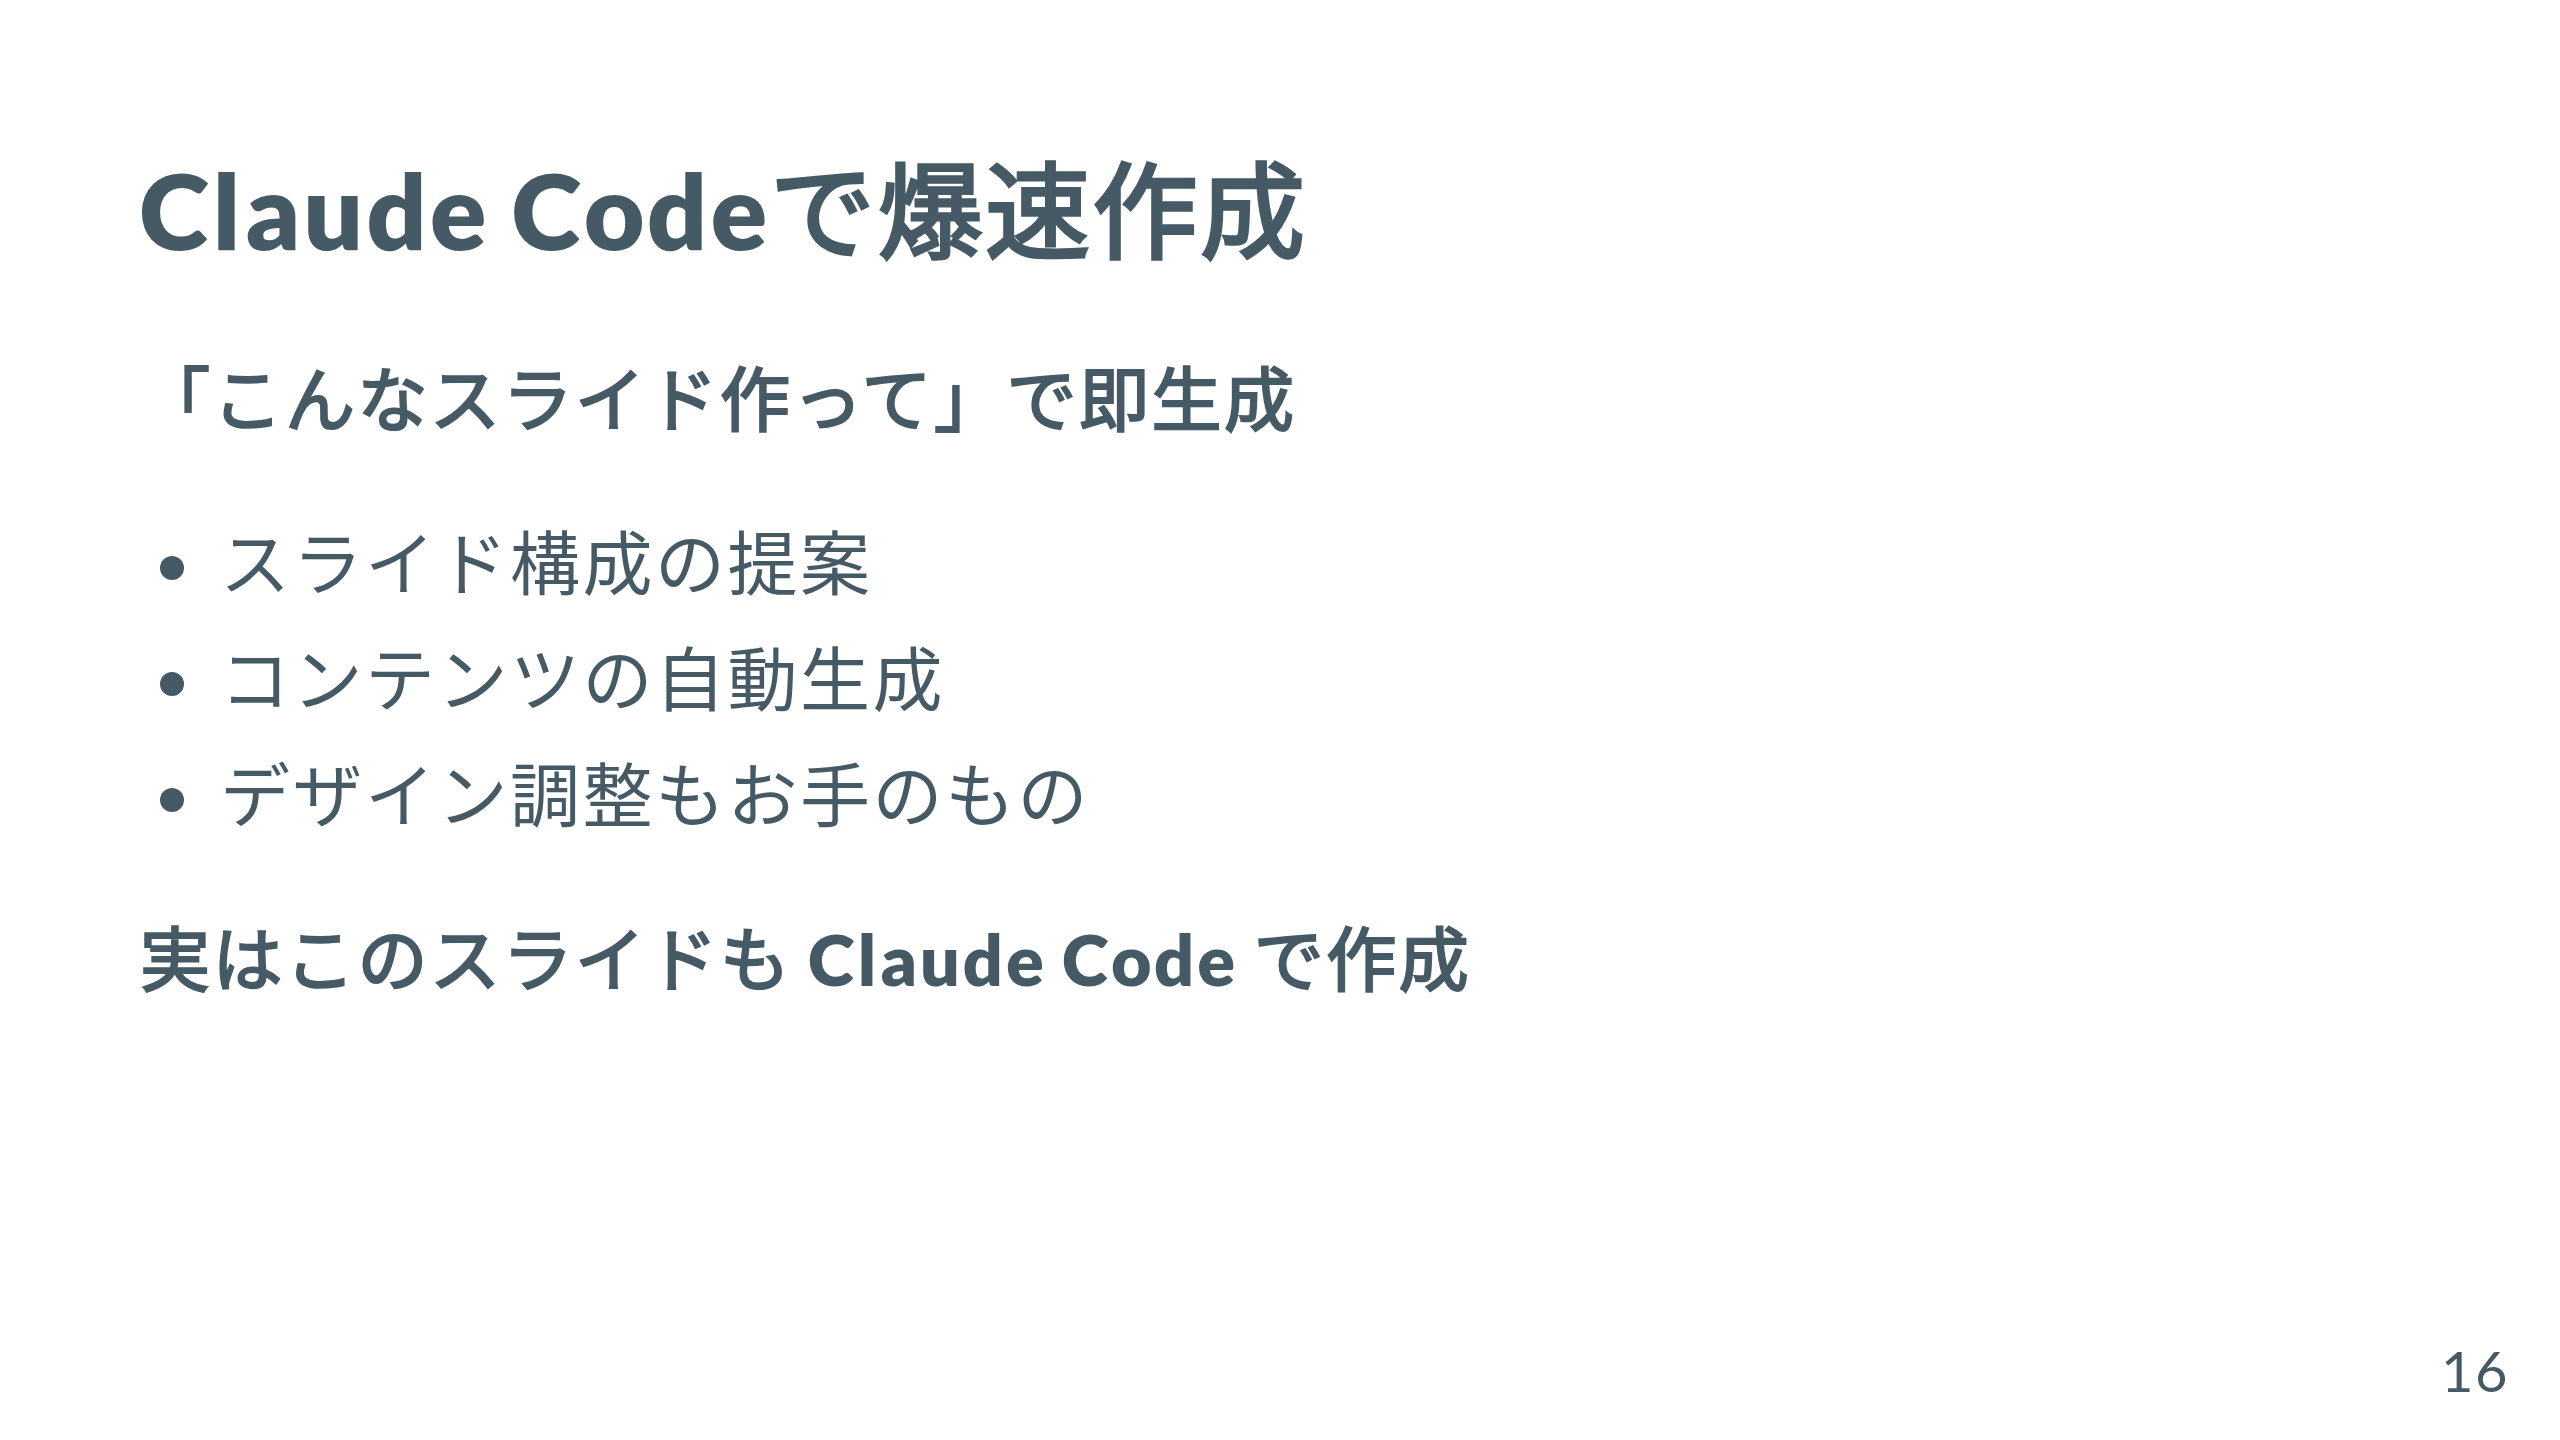 Claude Codeで爆速作成
「こんなスライド作って」で即生成
• スライド構成の提案
• コンテンツの自動生成
• デザイン調整もお手のもの
実はこのスライドも Claude Code で作成
16